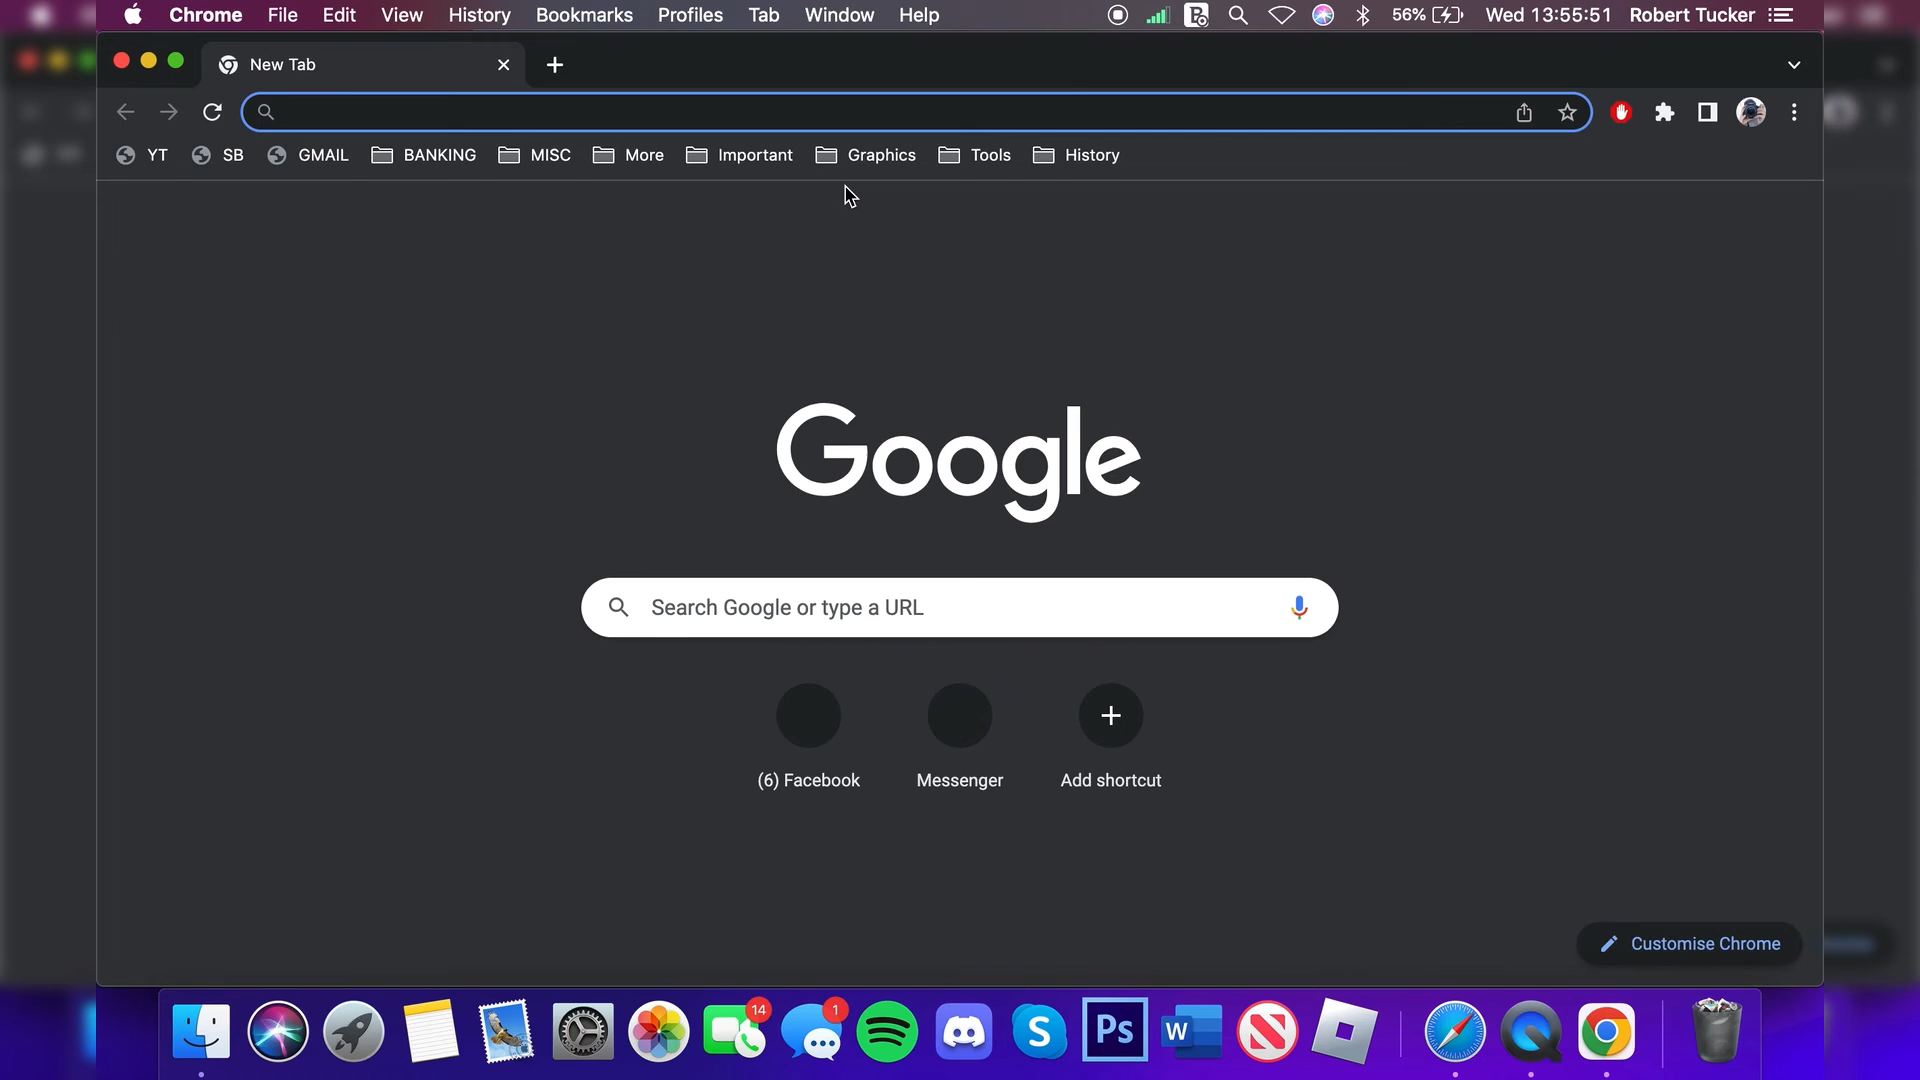 Chrome File Edit View History Bookmarks Profiles Tab Window Help 56% Wed 13:55:51 Robert Tucker
New Tab
YT SB GMAIL BANKING MISC More Important Graphics Tools History
Google
Search Google or type a URL
(6) Facebook Messenger Add shortcut
Customise Chrome
14 1
S Ps W N